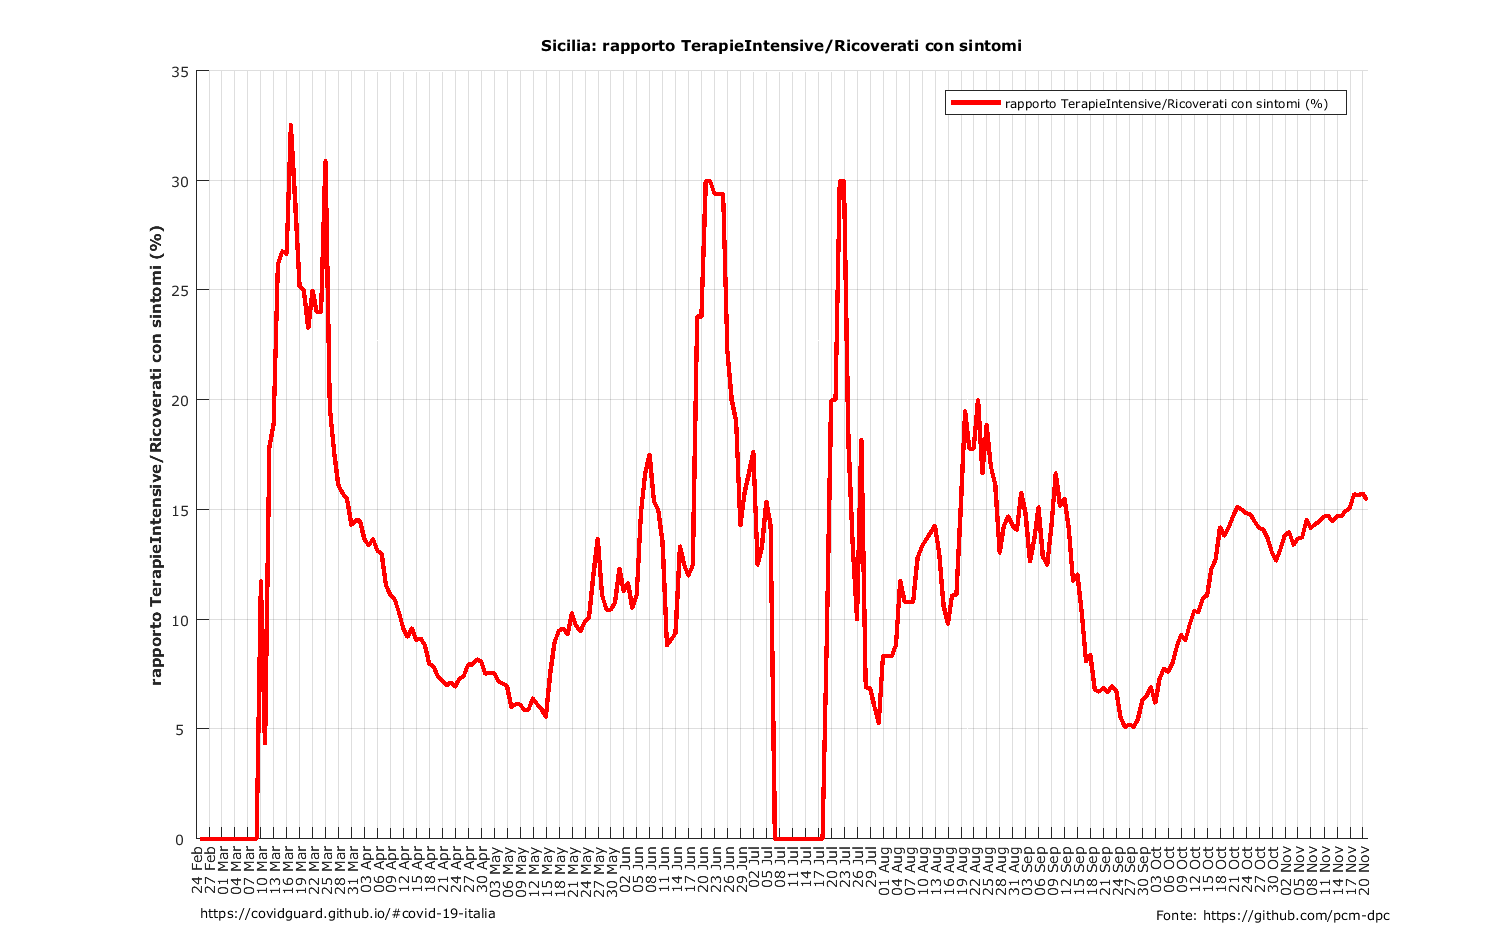 Sicilia: rapporto TerapieIntensive/Ricoverati con sintomi
rapporto TerapieIntensive/Ricoverati con sintomi (%)
rapporto TerapieIntensive/Ricoverati con sintomi (%)
35
30
25
20
15
10
5
0
24 Feb
27 Feb
01 Mar
04 Mar
07 Mar
10 Mar
13 Mar
16 Mar
19 Mar
22 Mar
25 Mar
28 Mar
31 Mar
03 Apr
06 Apr
09 Apr
12 Apr
15 Apr
18 Apr
21 Apr
24 Apr
27 Apr
30 Apr
03 May
06 May
09 May
12 May
15 May
18 May
21 May
24 May
27 May
30 May
02 Jun
05 Jun
08 Jun
11 Jun
14 Jun
17 Jun
20 Jun
23 Jun
26 Jun
29 Jun
02 Jul
05 Jul
08 Jul
11 Jul
14 Jul
17 Jul
20 Jul
23 Jul
26 Jul
29 Jul
01 Aug
04 Aug
07 Aug
10 Aug
13 Aug
16 Aug
19 Aug
22 Aug
25 Aug
28 Aug
31 Aug
03 Sep
06 Sep
09 Sep
12 Sep
15 Sep
18 Sep
21 Sep
24 Sep
27 Sep
30 Sep
03 Oct
06 Oct
09 Oct
12 Oct
15 Oct
18 Oct
21 Oct
24 Oct
27 Oct
30 Oct
02 Nov
05 Nov
08 Nov
11 Nov
14 Nov
17 Nov
20 Nov
https://covidguard.github.io/#covid-19-italia
Fonte: https://github.com/pcm-dpc